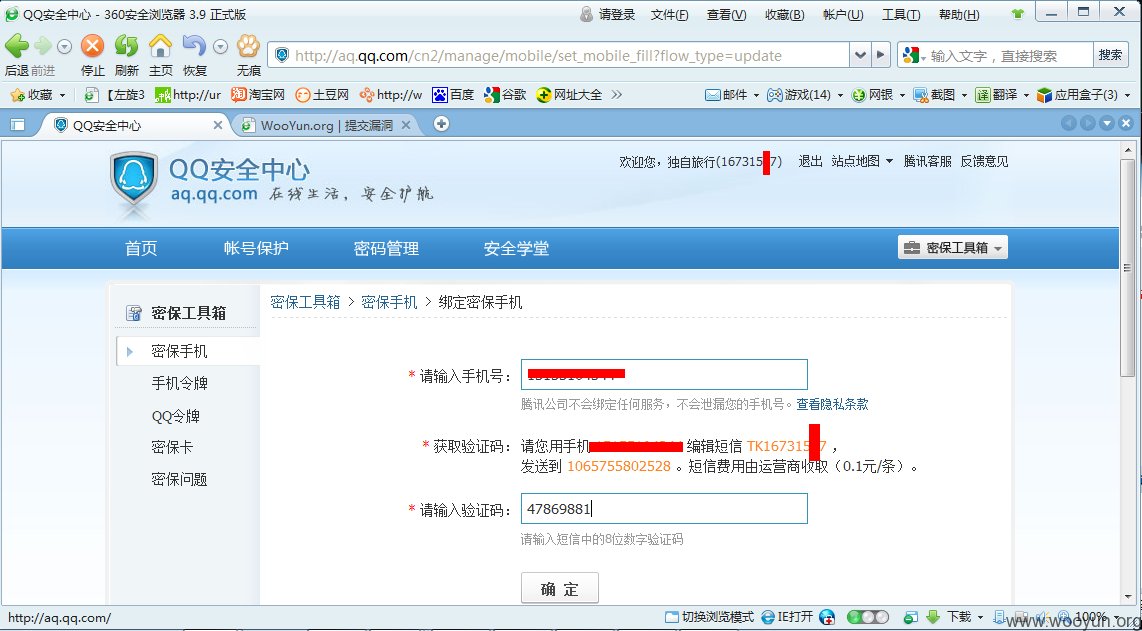 QQ安全中心 - 360安全浏览器 3.9 正式版 请登录 文件(F) 查看(V) 收藏(B) 帐户(U) 工具(T) 帮助(H)
http://aq.qq.com/cn2/manage/mobile/set_mobile_fill?flow_type=update 输入文字，直接搜索 搜索
后退 前进 停止 刷新 主页 恢复 无痕
收藏 【左旋3 http://ur 淘宝网 土豆网 http://w 百度 谷歌 网址大全 邮件 游戏(14) 网银 截图 翻译 应用盒子(3)
QQ安全中心 WooYun.org | 提交漏洞
QQ安全中心
aq.qq.com 在线生活，安全护航
欢迎您，独自旅行(167315 7) 退出 站点地图 腾讯客服 反馈意见
首页 帐号保护 密码管理 安全学堂 密保工具箱
密保工具箱
密保手机
手机令牌
QQ令牌
密保卡
密保问题
密保工具箱 > 密保手机 > 绑定密保手机
* 请输入手机号：
腾讯公司不会绑定任何服务，不会泄漏您的手机号。查看隐私条款
* 获取验证码： 请您用手机 编辑短信 TK167315 7，
发送到 1065755802528 。短信费用由运营商收取（0.1元/条）。
* 请输入验证码： 47869881
请输入短信中的8位数字验证码
确 定
http://aq.qq.com/ 切换浏览模式 IE打开 下载 100%
www.wooyun.org